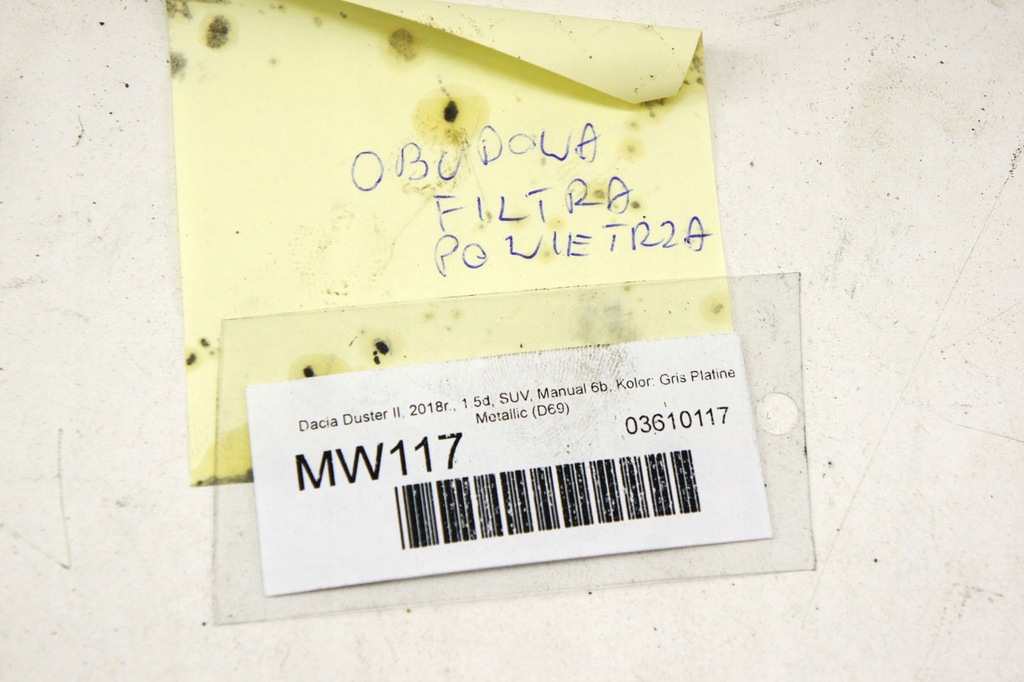 OBUDOWA
FILTRA
POWIETRZA
Dacia Duster II, 2018r., 1.5d, SUV, Manual 6b, Kolor: Gris Platine
Metallic (D69)
03610117
MW117